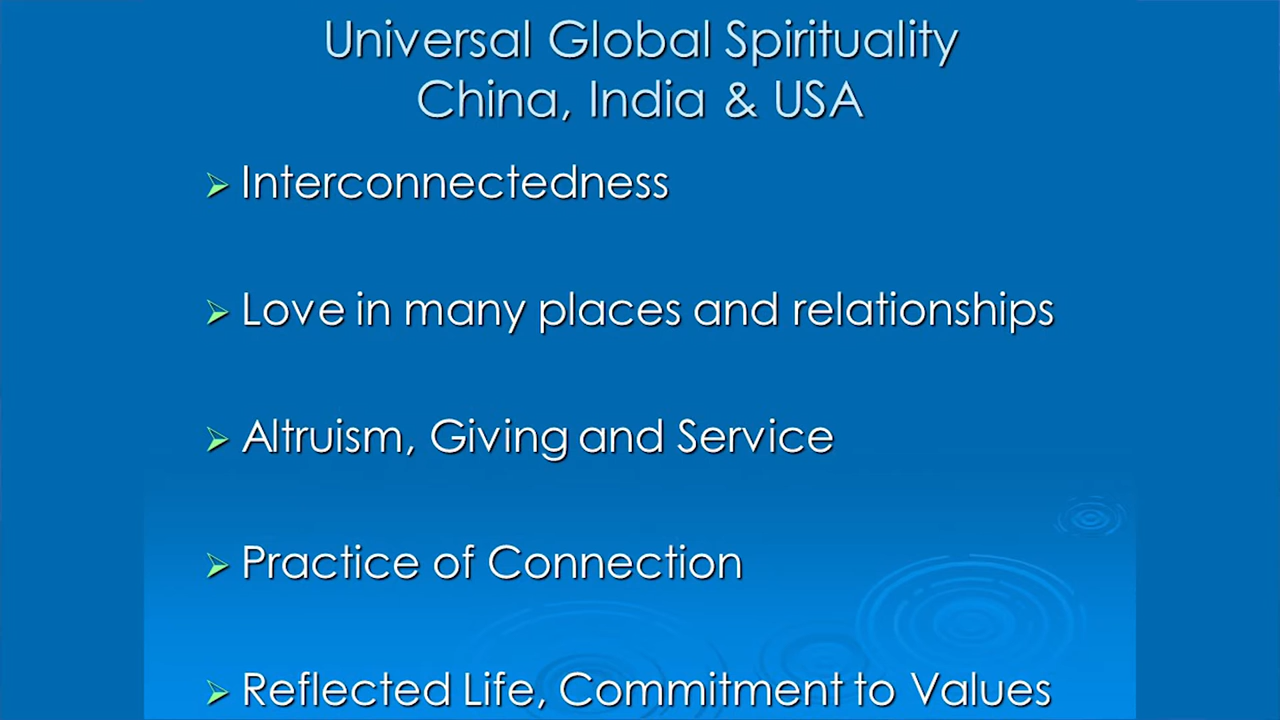 Universal Global Spirituality
China, India & USA
Interconnectedness
Love in many places and relationships
Altruism, Giving and Service
Practice of Connection
Reflected Life, Commitment to Values